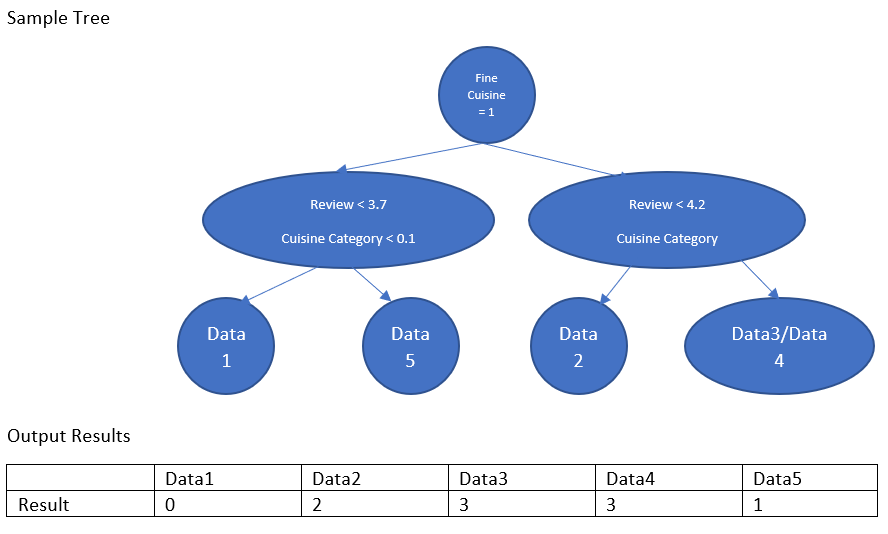 Sample Tree
Fine
Cuisine
= 1
Review < 3.7
Cuisine Category < 0.1
Review < 4.2
Cuisine Category
Data
1
Data
5
Data
2
Data3/Data
4
Output Results
Data1 Data2 Data3 Data4 Data5
Result 0 2 3 3 1